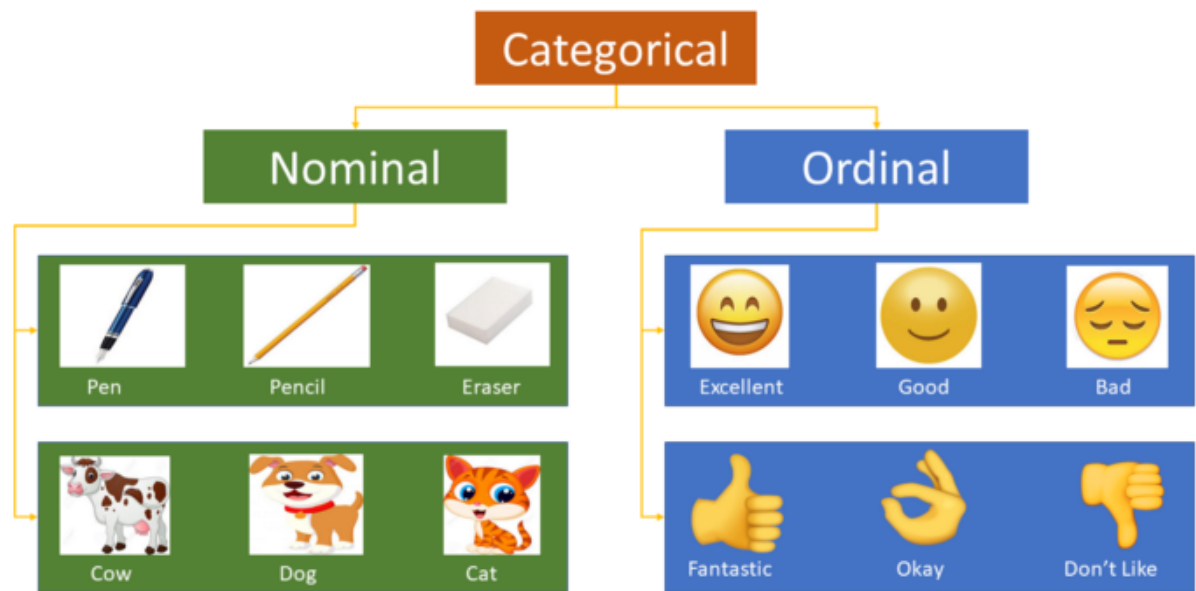 Categorical
Nominal
Ordinal
Pen
Pencil
Eraser
Excellent
Good
Bad
Cow
Dog
Cat
Fantastic
Okay
Don't Like